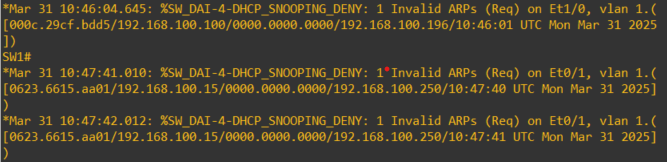 *Mar 31 10:46:04.645: %SW_DAI-4-DHCP_SNOOPING_DENY: 1 Invalid ARPs (Req) on Et1/0, vlan 1.(
[000c.29cf.bdd5/192.168.100.100/0000.0000.0000/192.168.100.196/10:46:01 UTC Mon Mar 31 2025
])
SW1#
*Mar 31 10:47:41.010: %SW_DAI-4-DHCP_SNOOPING_DENY: 1 Invalid ARPs (Req) on Et0/1, vlan 1.(
[0623.6615.aa01/192.168.100.15/0000.0000.0000/192.168.100.250/10:47:40 UTC Mon Mar 31 2025]
)
*Mar 31 10:47:42.012: %SW_DAI-4-DHCP_SNOOPING_DENY: 1 Invalid ARPs (Req) on Et0/1, vlan 1.(
[0623.6615.aa01/192.168.100.15/0000.0000.0000/192.168.100.250/10:47:41 UTC Mon Mar 31 2025]
)